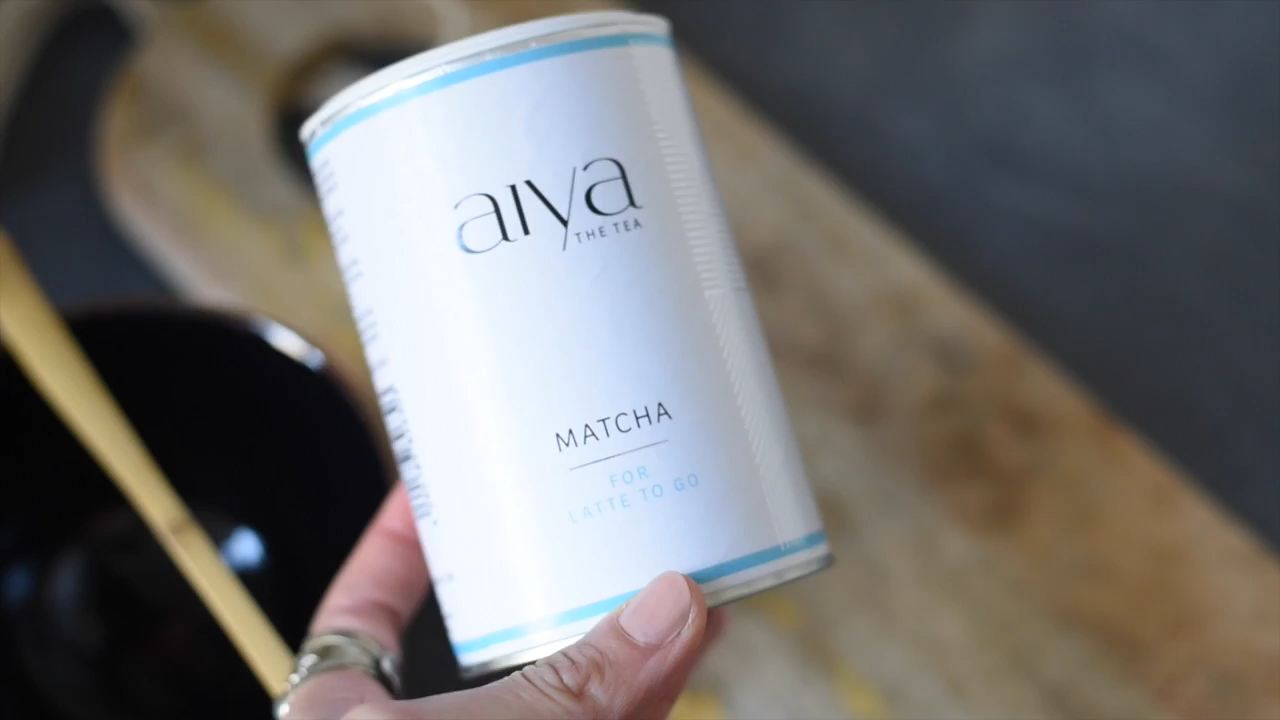 aiya
THE TEA
MATCHA
FOR
LATTE TO GO